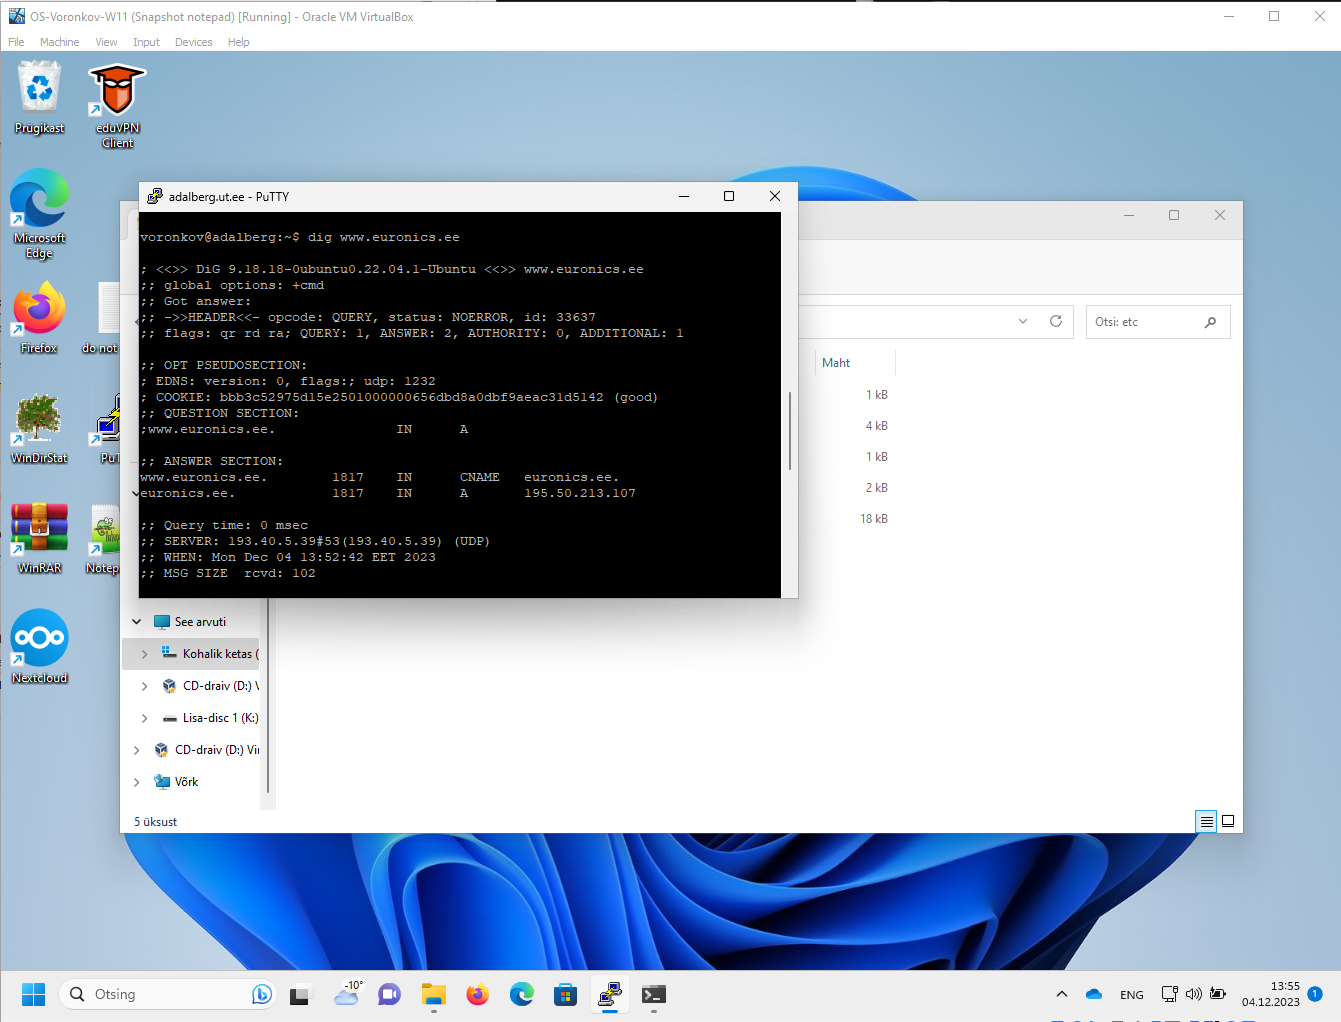 OS-Voronkov-W11 (Snapshot notepad) [Running] - Oracle VM VirtualBox
File Machine View Input Devices Help
Prügikast
eduVPN Client
Microsoft Edge
Firefox
do not
WinDirStat
PuT
WinRAR
Notep
Nextcloud
adalberg.ut.ee - PuTTY
voronkov@adalberg:~$ dig www.euronics.ee
; <<>> DiG 9.18.18-0ubuntu0.22.04.1-Ubuntu <<>> www.euronics.ee
;; global options: +cmd
;; Got answer:
;; ->>HEADER<<- opcode: QUERY, status: NOERROR, id: 33637
;; flags: qr rd ra; QUERY: 1, ANSWER: 2, AUTHORITY: 0, ADDITIONAL: 1
;; OPT PSEUDOSECTION:
; EDNS: version: 0, flags:; udp: 1232
; COOKIE: bbb3c52975d15e2501000000656dbd8a0dbf9aeac31d5142 (good)
;; QUESTION SECTION:
;www.euronics.ee. IN A
;; ANSWER SECTION:
www.euronics.ee. 1817 IN CNAME euronics.ee.
euronics.ee. 1817 IN A 195.50.213.107
;; Query time: 0 msec
;; SERVER: 193.40.5.39#53(193.40.5.39) (UDP)
;; WHEN: Mon Dec 04 13:52:42 EET 2023
;; MSG SIZE rcvd: 102
Otsi: etc
Maht
1 kB
4 kB
1 kB
2 kB
18 kB
See arvuti
Kohalik ketas (
CD-draiv (D:) V
Lisa-disc 1 (K:)
CD-draiv (D:) Vir
Võrk
5 üksust
Otsing
-10°
ENG
13:55
04.12.2023
1